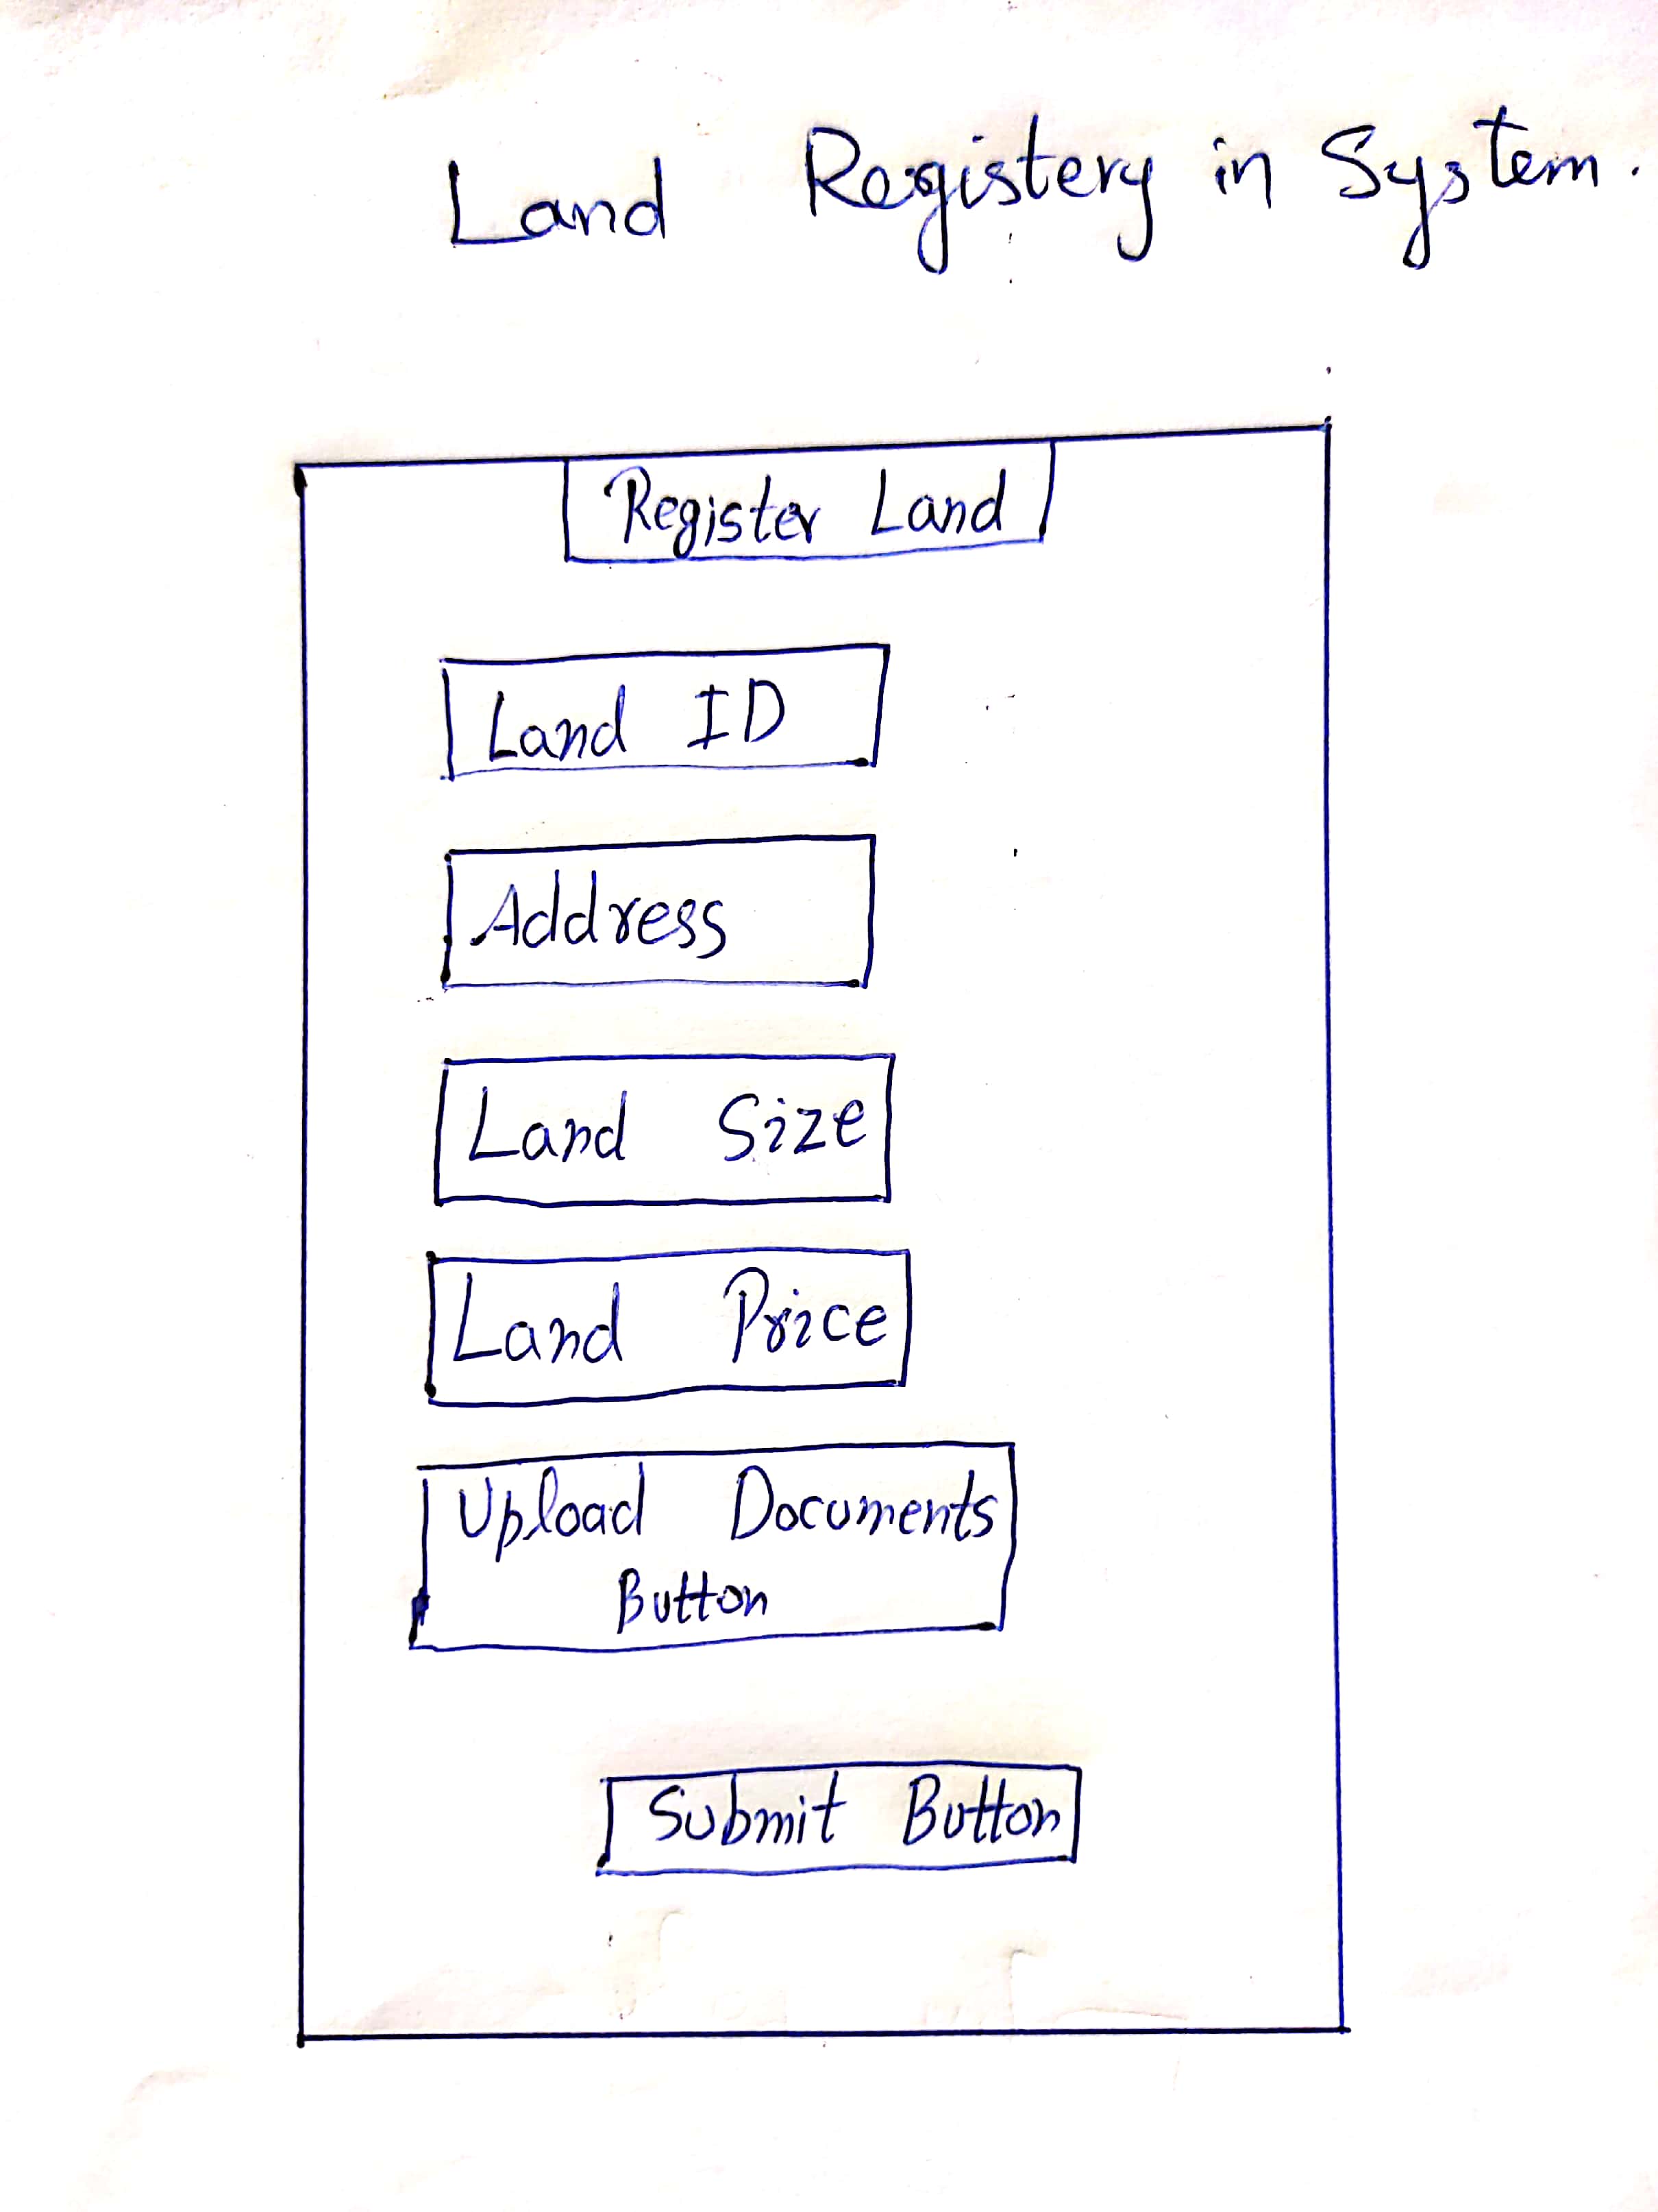 Land Registery in System.
Register Land
Land ID
Address
Land Size
Land Price
Upload Documents
Button
Submit Button